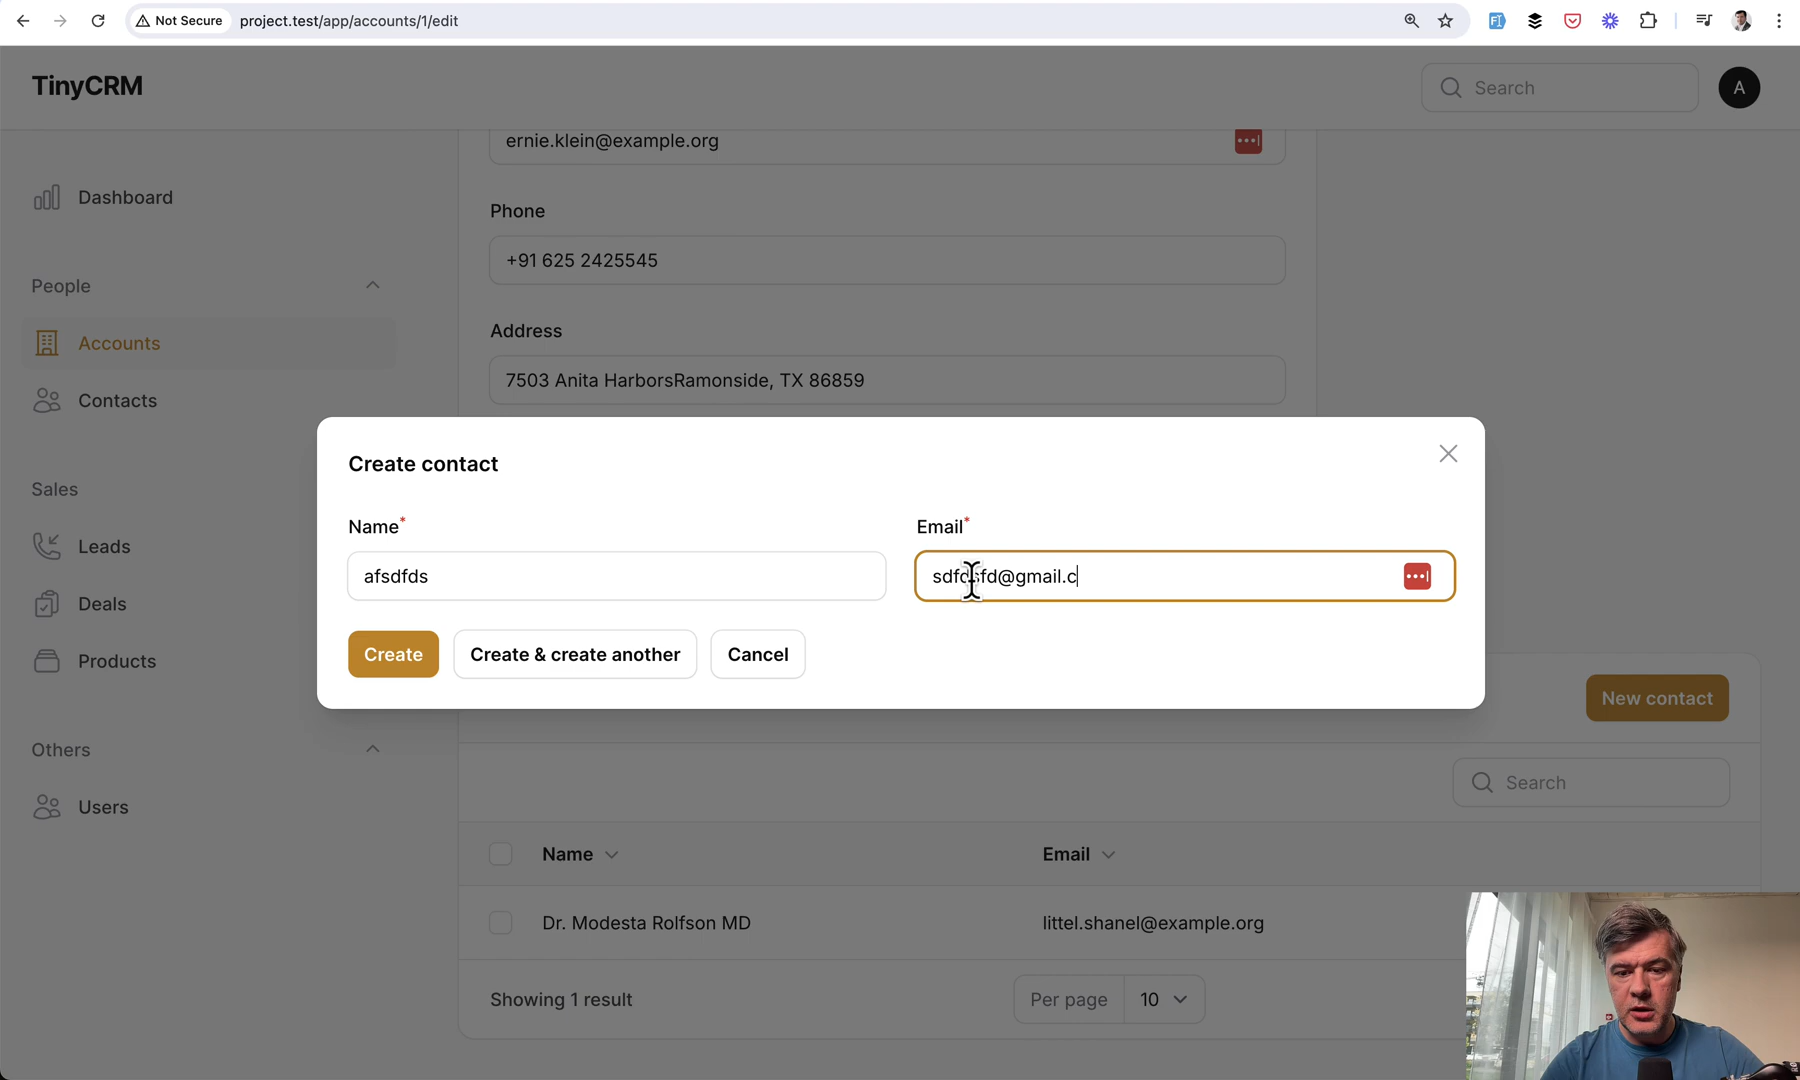 Not Secure project.test/app/accounts/1/edit
TinyCRM
Search
A
ernie.klein@example.org
Dashboard
Phone
+91 625 2425545
People
Address
Accounts
7503 Anita HarborsRamonside, TX 86859
Contacts
Create contact
Sales
Name* Email*
Leads
afsdfds
sdfdsfd@gmail.c
Deals
Create Create & create another Cancel
Products
New contact
Others
Search
Users
Name Email
Dr. Modesta Rolfson MD littel.shanel@example.org
Showing 1 result Per page 10